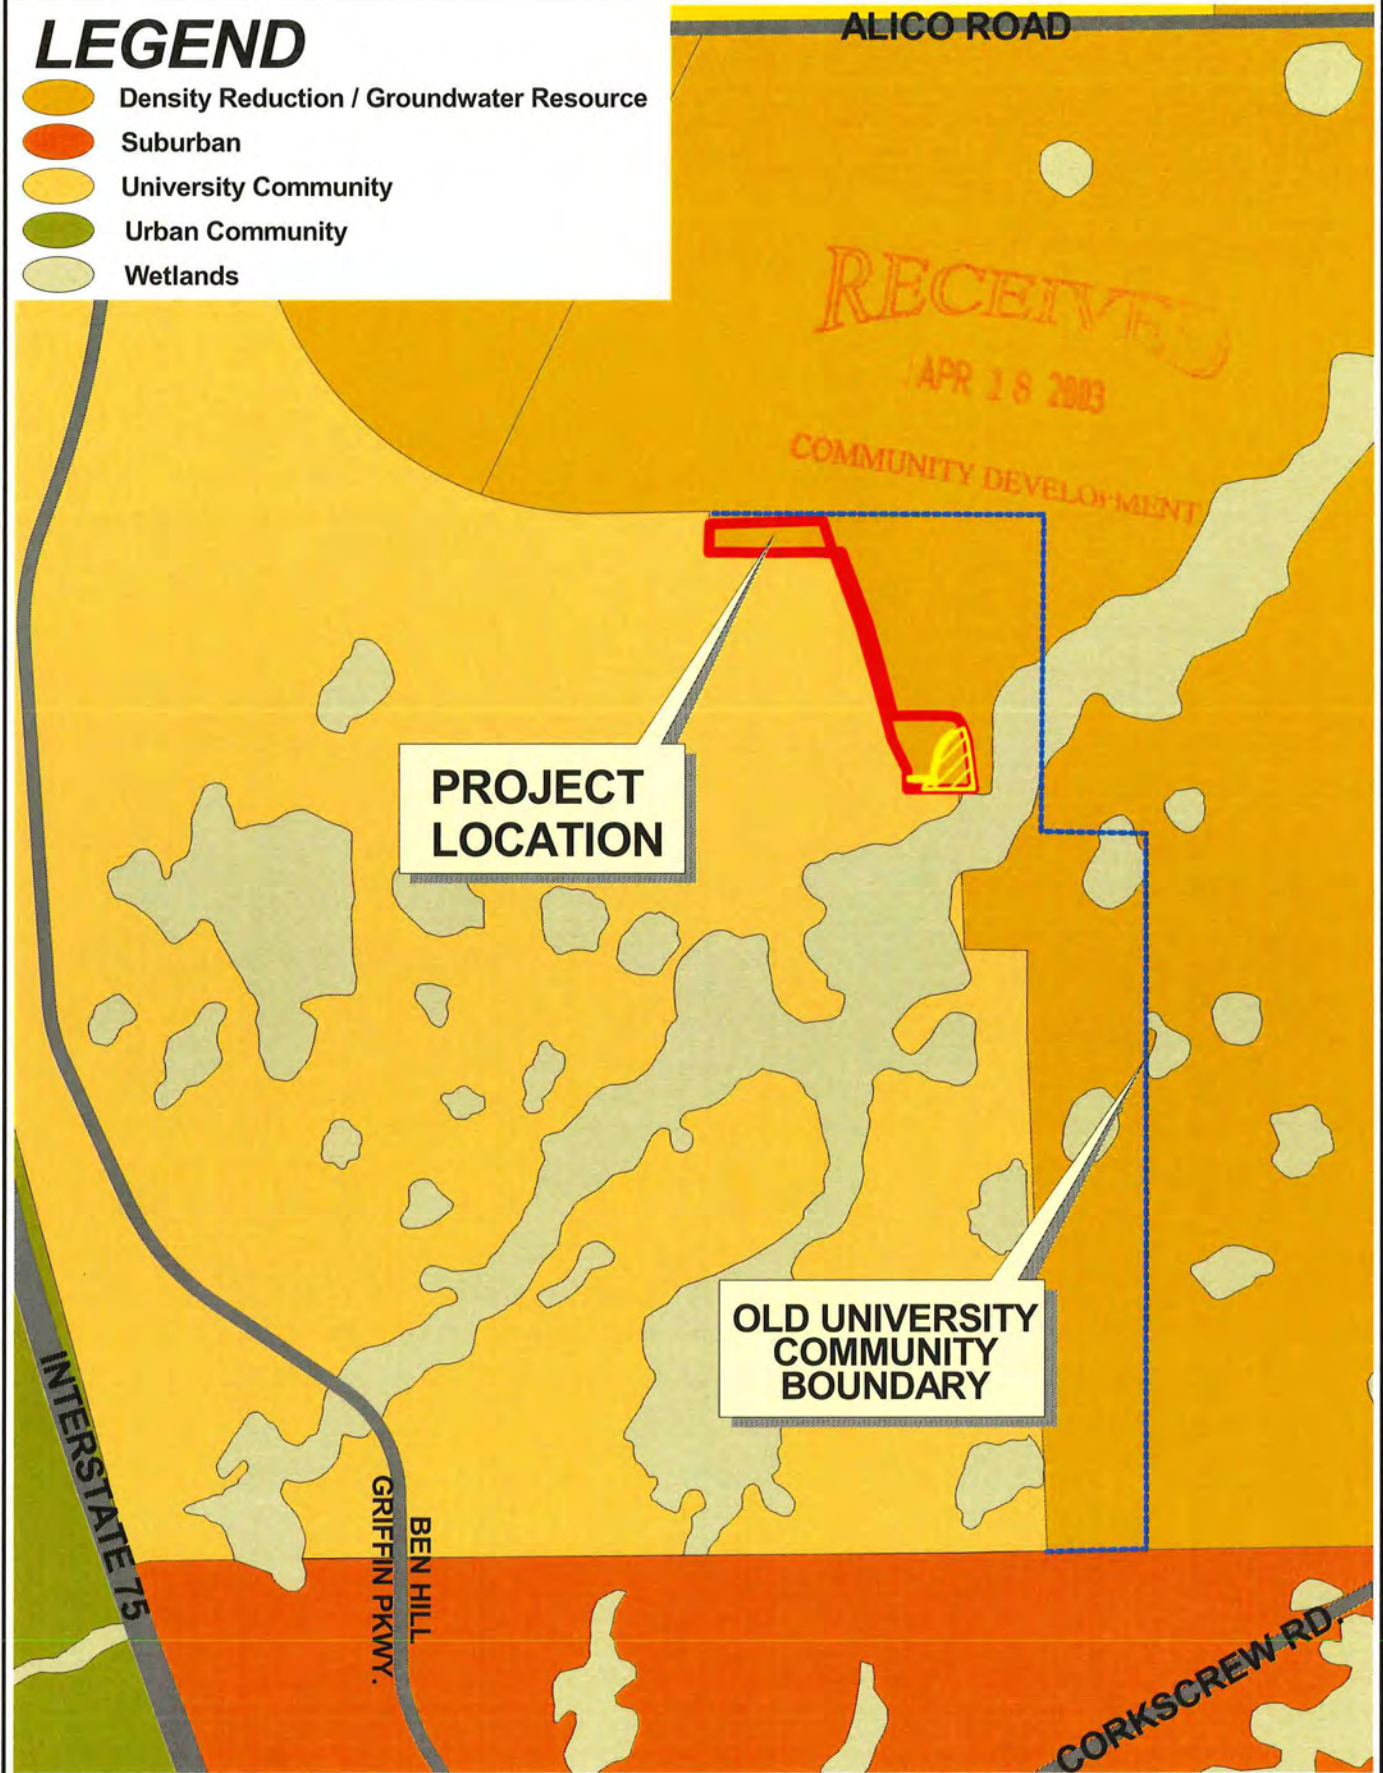 LEGEND
Density Reduction / Groundwater Resource
Suburban
University Community
Urban Community
Wetlands
ALICO ROAD
RECEIVED
APR 18 2003
COMMUNITY DEVELOPMENT
PROJECT
LOCATION
OLD UNIVERSITY
COMMUNITY
BOUNDARY
INTERSTATE 75
BEN HILL
GRIFFIN PKWY.
CORKSCREW RD.